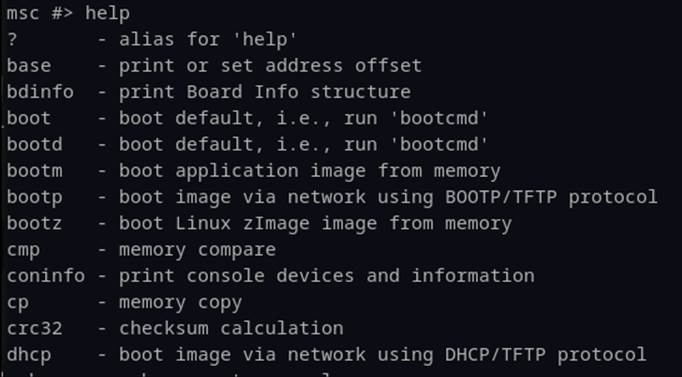 msc #> help
?       - alias for 'help'
base    - print or set address offset
bdinfo  - print Board Info structure
boot    - boot default, i.e., run 'bootcmd'
bootd   - boot default, i.e., run 'bootcmd'
bootm   - boot application image from memory
bootp   - boot image via network using BOOTP/TFTP protocol
bootz   - boot Linux zImage image from memory
cmp     - memory compare
coninfo - print console devices and information
cp      - memory copy
crc32   - checksum calculation
dhcp    - boot image via network using DHCP/TFTP protocol